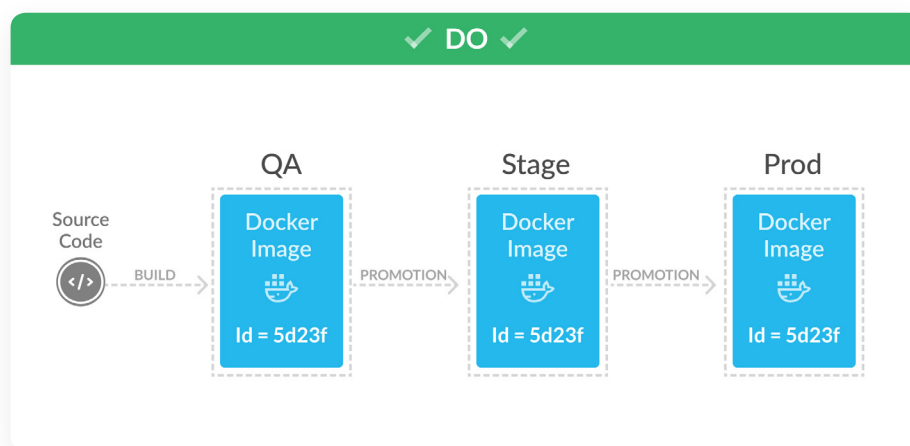 DO
QA
Stage
Prod
Source
Code
</>
BUILD
Docker
Image
Id = 5d23f
PROMOTION
Docker
Image
Id = 5d23f
PROMOTION
Docker
Image
Id = 5d23f